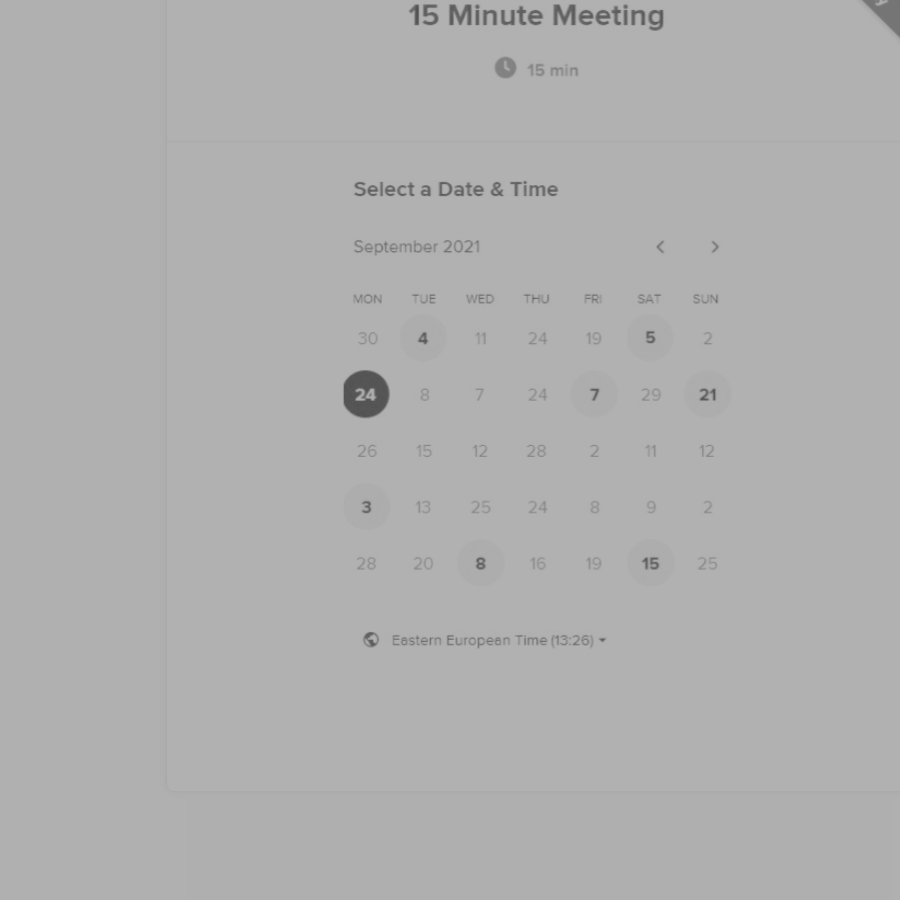 15 Minute Meeting
15 min
Select a Date & Time
September 2021
MON TUE WED THU FRI SAT SUN
30 4 11 24 19 5 2
24 8 7 24 7 29 21
26 15 12 28 2 11 12
3 13 25 24 8 9 2
28 20 8 16 19 15 25
Eastern European Time (13:26)